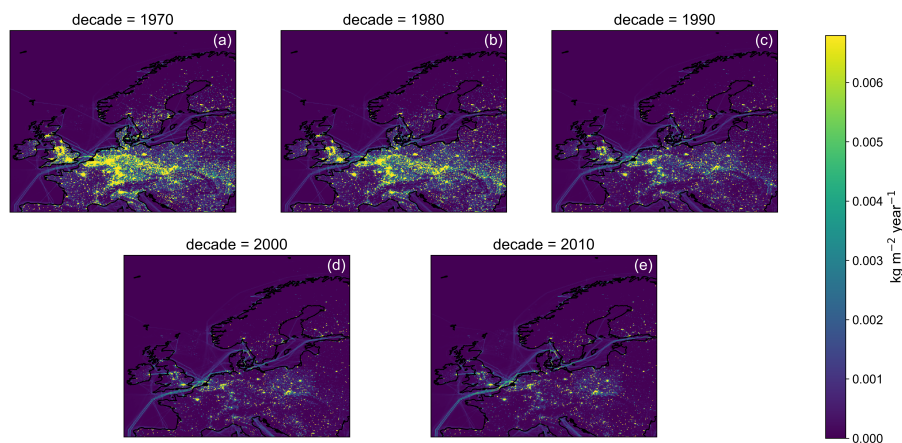 decade = 1970
(a)
decade = 1980
(b)
decade = 1990
(c)
decade = 2000
(d)
decade = 2010
(e)
0.006
0.005
0.004
0.003
0.002
0.001
0.000
kg m⁻² year⁻¹